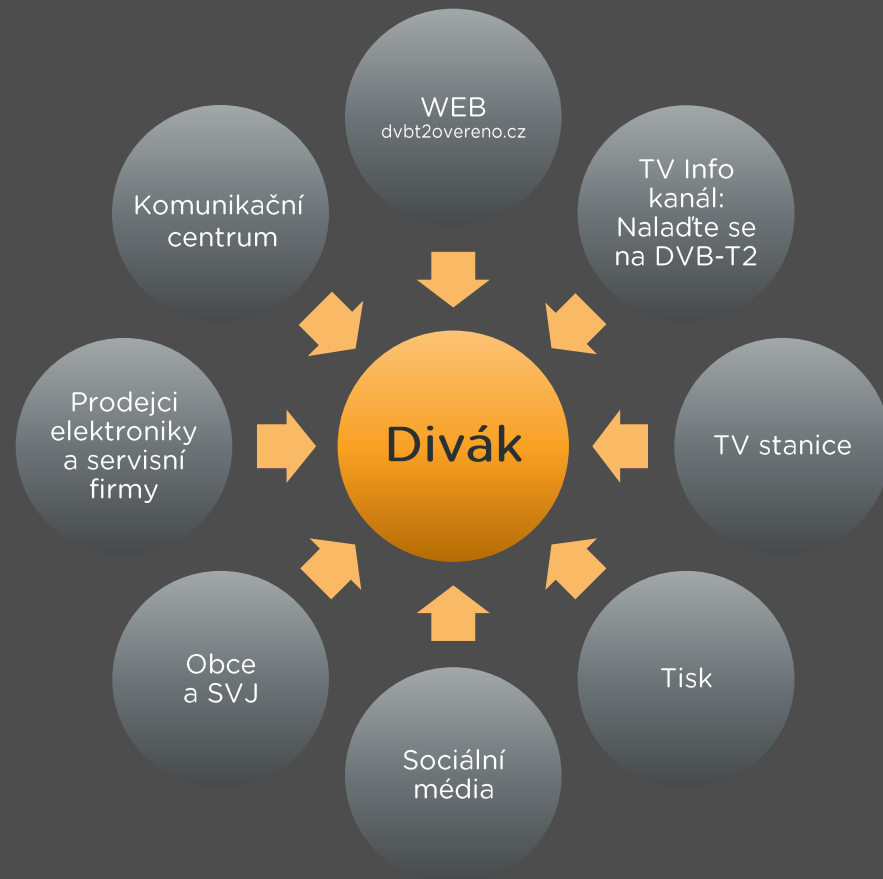 WEB
dvbt2overeno.cz
TV Info
kanál:
Nalaďte se
na DVB-T2
TV stanice
Tisk
Sociální
média
Obce
a SVJ
Prodejci
elektroniky
a servisní
firmy
Komunikační
centrum
Divák